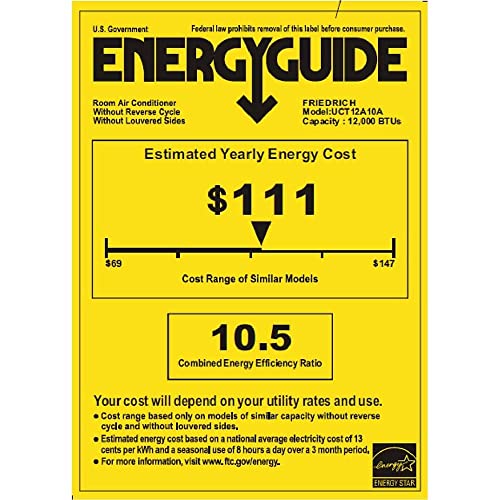 U.S. Government Federal law prohibits removal of this label before consumer purchase.
ENERGYGUIDE
Room Air Conditioner
Without Reverse Cycle
Without Louvered Sides
FRIEDRICH
Model:UCT12A10A
Capacity : 12,000 BTUs
Estimated Yearly Energy Cost
$111
$69 $147
Cost Range of Similar Models
10.5
Combined Energy Efficiency Ratio
Your cost will depend on your utility rates and use.
• Cost range based only on models of similar capacity without reverse
cycle and without louvered sides.
• Estimated energy cost based on a national average electricity cost of 13
cents per kWh and a seasonal use of 8 hours a day over a 3 month period.
• For more information, visit www.ftc.gov/energy.
energy
ENERGY STAR